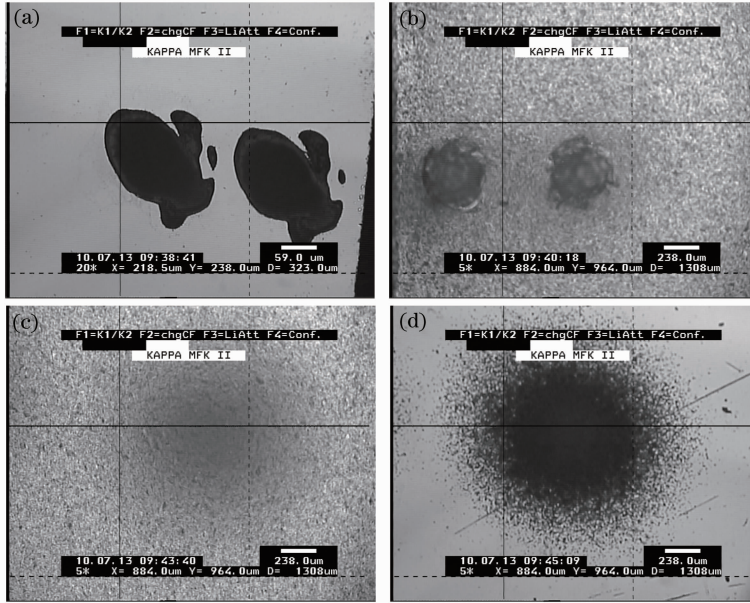 (a)
F1=K1/K2 F2=chgCF F3=LiAtt F4=Conf.
KAPPA MFK II
10.07.13 09:38:41
59.0 um
20* X= 218.5um Y= 238.0um D= 323.0um
(b)
F1=K1/K2 F2=chgCF F3=LiAtt F4=Conf.
KAPPA MFK II
10.07.13 09:40:18
238.0um
5* X= 884.0um Y= 964.0um D= 1308um
(c)
F1=K1/K2 F2=chgCF F3=LiAtt F4=Conf.
KAPPA MFK II
10.07.13 09:43:40
238.0um
5* X= 884.0um Y= 964.0um D= 1308um
(d)
F1=K1/K2 F2=chgCF F3=LiAtt F4=Conf.
KAPPA MFK II
10.07.13 09:45:09
238.0um
5* X= 884.0um Y= 964.0um D= 1308um